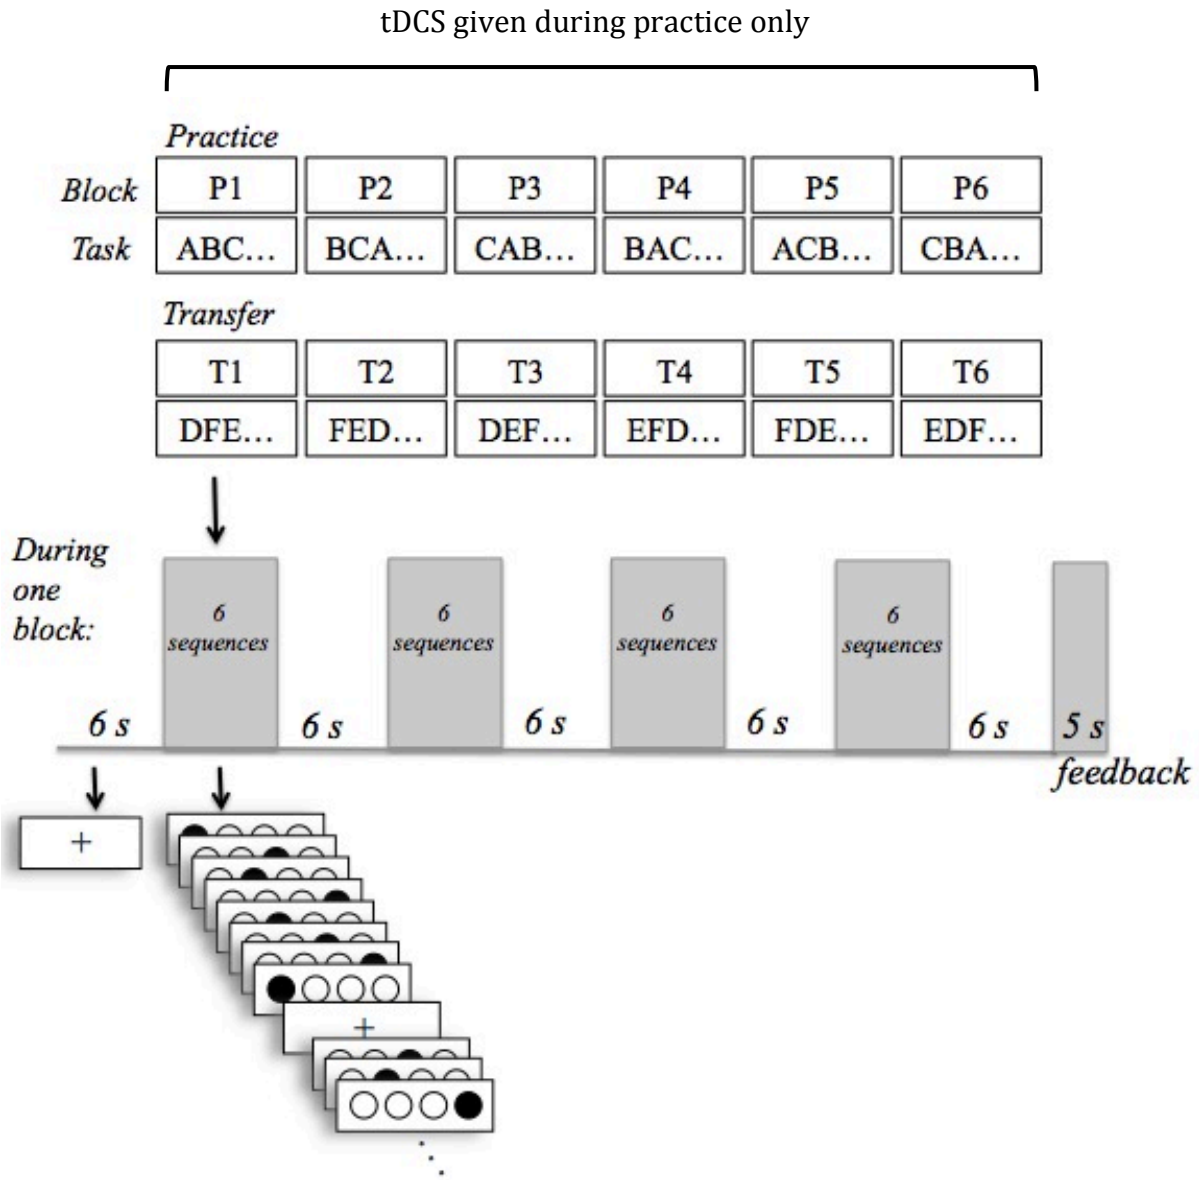 tDCS given during practice only
Practice
Block P1 P2 P3 P4 P5 P6
Task ABC... BCA... CAB... BAC... ACB... CBA...
Transfer
T1 T2 T3 T4 T5 T6
DFE... FED... DEF... EFD... FDE... EDF...
During
one
block:
6 sequences
6 sequences
6 sequences
6 sequences
6 s 6 s 6 s 6 s 6 s 5 s
feedback
+
+